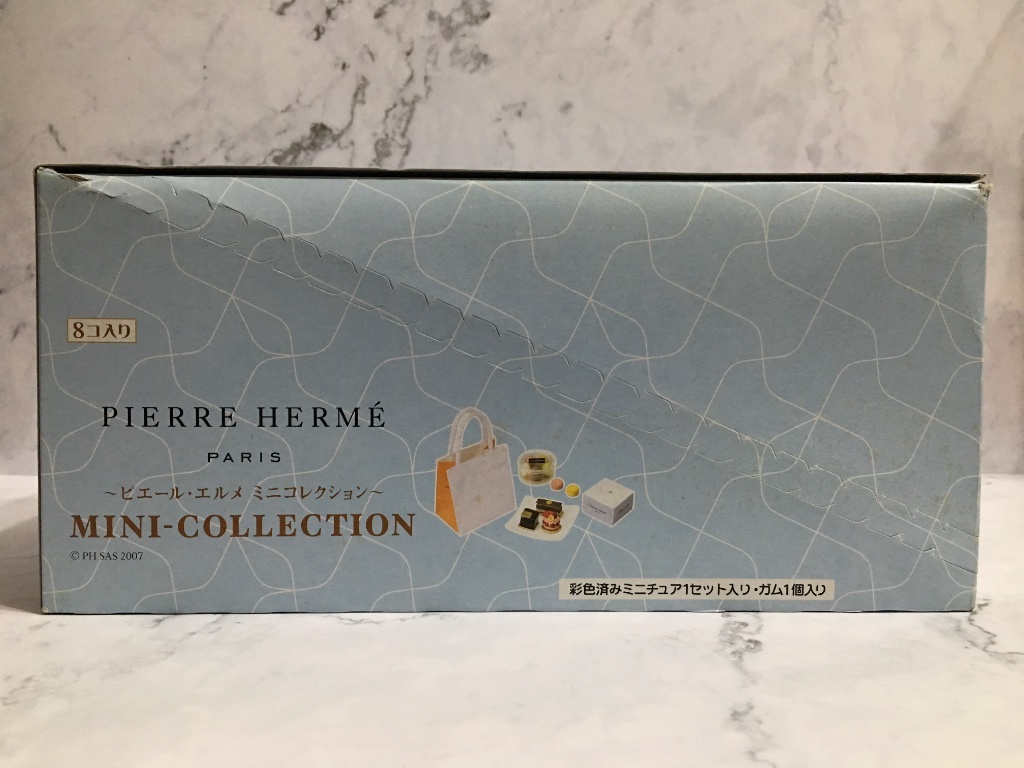 8コ入り
PIERRE HERMÉ
PARIS
～ピエール・エルメ ミニコレクション～
MINI-COLLECTION
© PH SAS 2007
彩色済みミニチュア1セット入り・ガム1個入り